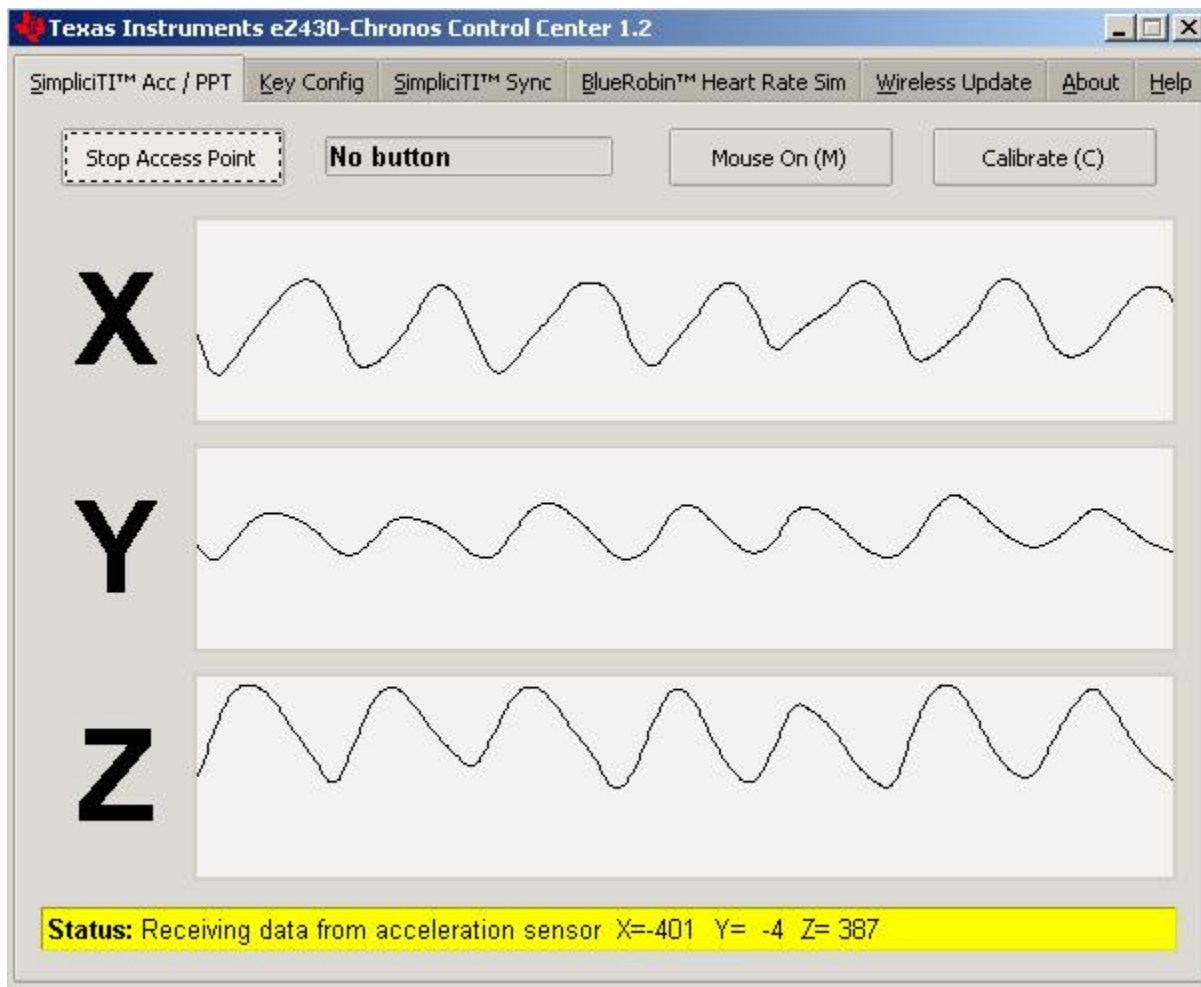 Texas Instruments eZ430-Chronos Control Center 1.2
SimpliciTI™ Acc / PPT Key Config SimpliciTI™ Sync BlueRobin™ Heart Rate Sim Wireless Update About Help
Stop Access Point No button Mouse On (M) Calibrate (C)
X
Y
Z
Status: Receiving data from acceleration sensor X=-401 Y= -4 Z= 387